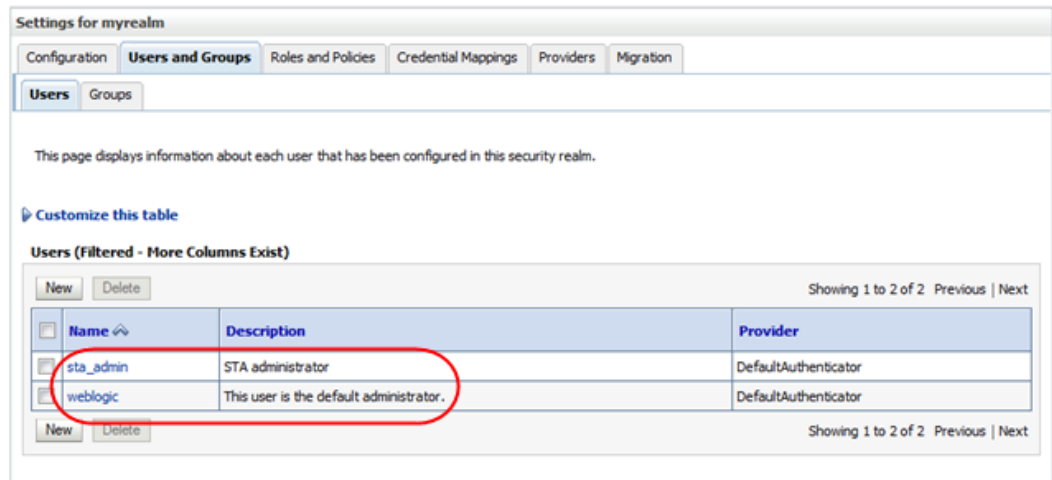 Settings for myrealm
Configuration Users and Groups Roles and Policies Credential Mappings Providers Migration
Users Groups
This page displays information about each user that has been configured in this security realm.
Customize this table
Users (Filtered - More Columns Exist)
New Delete Showing 1 to 2 of 2 Previous | Next
Name Description Provider
sta_admin STA administrator DefaultAuthenticator
weblogic This user is the default administrator. DefaultAuthenticator
New Delete Showing 1 to 2 of 2 Previous | Next